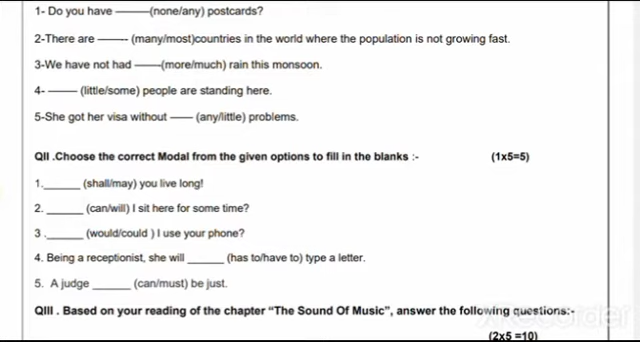 1- Do you have ———(none/any) postcards?
2-There are ——— (many/most)countries in the world where the population is not growing fast.
3-We have not had ———(more/much) rain this monsoon.
4- ——— (little/some) people are standing here.
5-She got her visa without —— (any/little) problems.
QII .Choose the correct Modal from the given options to fill in the blanks :- (1x5=5)
1.______ (shall/may) you live long!
2. ______ (can/will) I sit here for some time?
3 .______ (would/could ) I use your phone?
4. Being a receptionist, she will ______ (has to/have to) type a letter.
5. A judge ______ (can/must) be just.
QIII . Based on your reading of the chapter “The Sound Of Music”, answer the following questions:-
XRecorder
(2x5 =10)